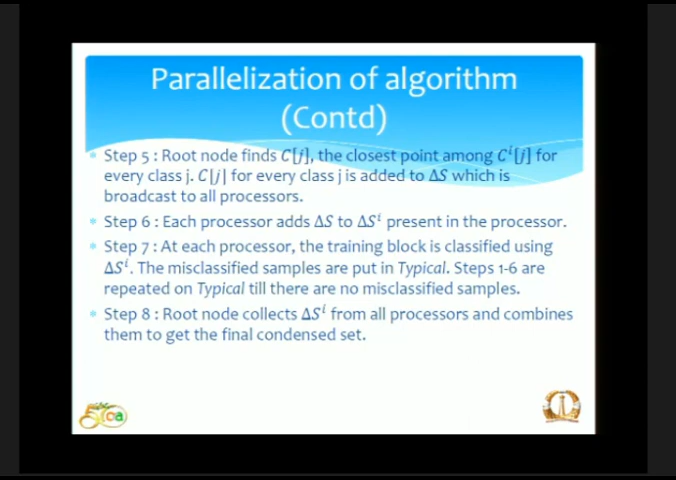 Parallelization of algorithm
(Contd)
Step 5 : Root node finds C[j], the closest point among Cⁱ[j] for
every class j. C[j] for every class j is added to ΔS which is
broadcast to all processors.
Step 6 : Each processor adds ΔS to ΔSⁱ present in the processor.
Step 7 : At each processor, the training block is classified using
ΔSⁱ. The misclassified samples are put in Typical. Steps 1-6 are
repeated on Typical till there are no misclassified samples.
Step 8 : Root node collects ΔSⁱ from all processors and combines
them to get the final condensed set.